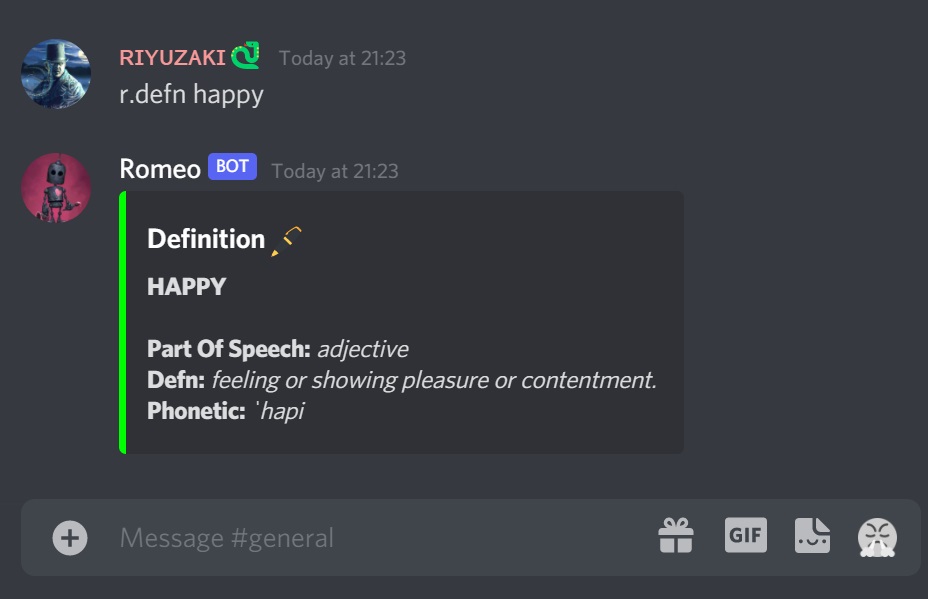 RIYUZAKI Today at 21:23
r.defn happy
Romeo BOT Today at 21:23
Definition
HAPPY
Part Of Speech: adjective
Defn: feeling or showing pleasure or contentment.
Phonetic: ˈhapi
Message #general GIF